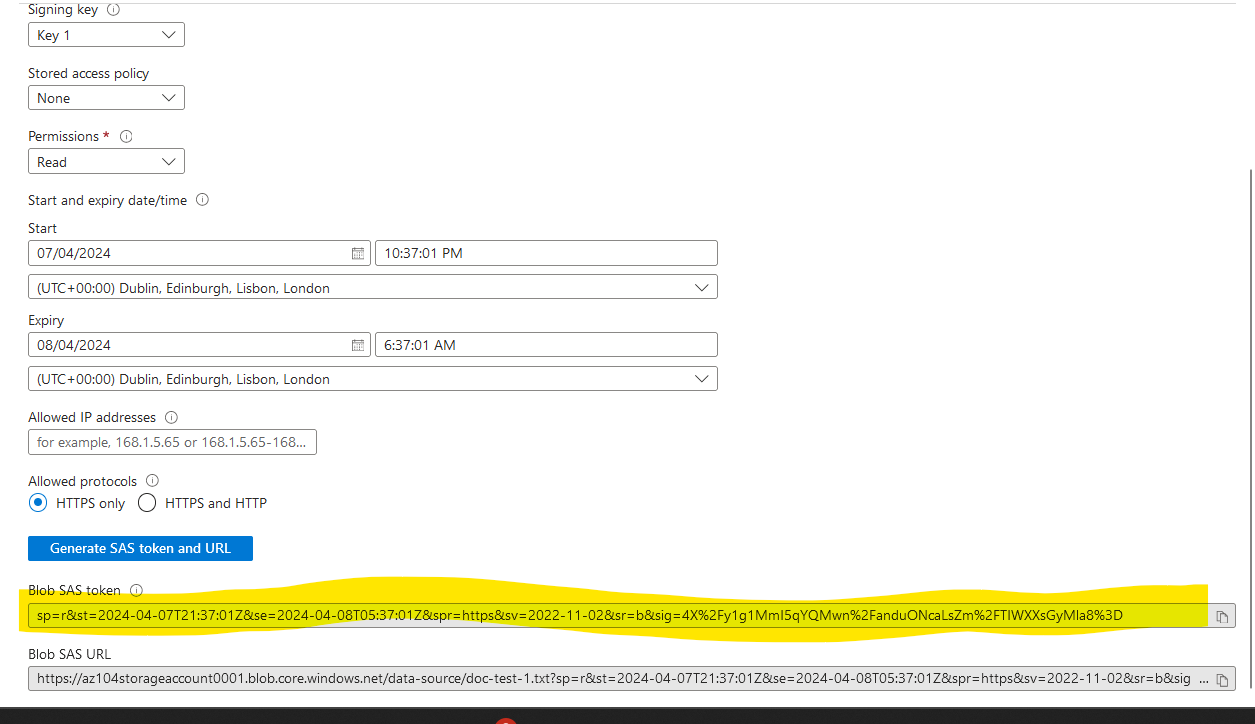 Signing key
Key 1
Stored access policy
None
Permissions *
Read
Start and expiry date/time
Start
07/04/2024
10:37:01 PM
(UTC+00:00) Dublin, Edinburgh, Lisbon, London
Expiry
08/04/2024
6:37:01 AM
(UTC+00:00) Dublin, Edinburgh, Lisbon, London
Allowed IP addresses
for example, 168.1.5.65 or 168.1.5.65-168...
Allowed protocols
HTTPS only
HTTPS and HTTP
Generate SAS token and URL
Blob SAS token
sp=r&st=2024-04-07T21:37:01Z&se=2024-04-08T05:37:01Z&spr=https&sv=2022-11-02&sr=b&sig=4X%2Fy1g1MmI5qYQMwn%2FanduONcaLsZm%2FTIWXXsGyMla8%3D
Blob SAS URL
https://az104storageaccount0001.blob.core.windows.net/data-source/doc-test-1.txt?sp=r&st=2024-04-07T21:37:01Z&se=2024-04-08T05:37:01Z&spr=https&sv=2022-11-02&sr=b&sig ...